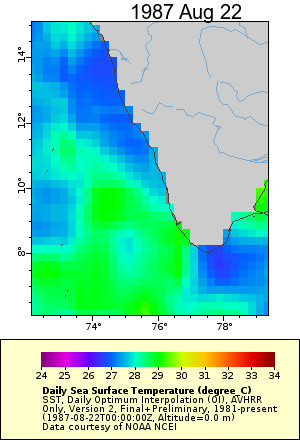 1987 Aug 22
14°
12°
10°
8°
74° 76° 78°
24 25 26 27 28 29 30 31 32 33 34
Daily Sea Surface Temperature (degree_C)
SST, Daily Optimum Interpolation (OI), AVHRR
Only, Version 2, Final+Preliminary, 1981-present
(1987-08-22T00:00:00Z, Altitude=0.0 m)
Data courtesy of NOAA NCEI